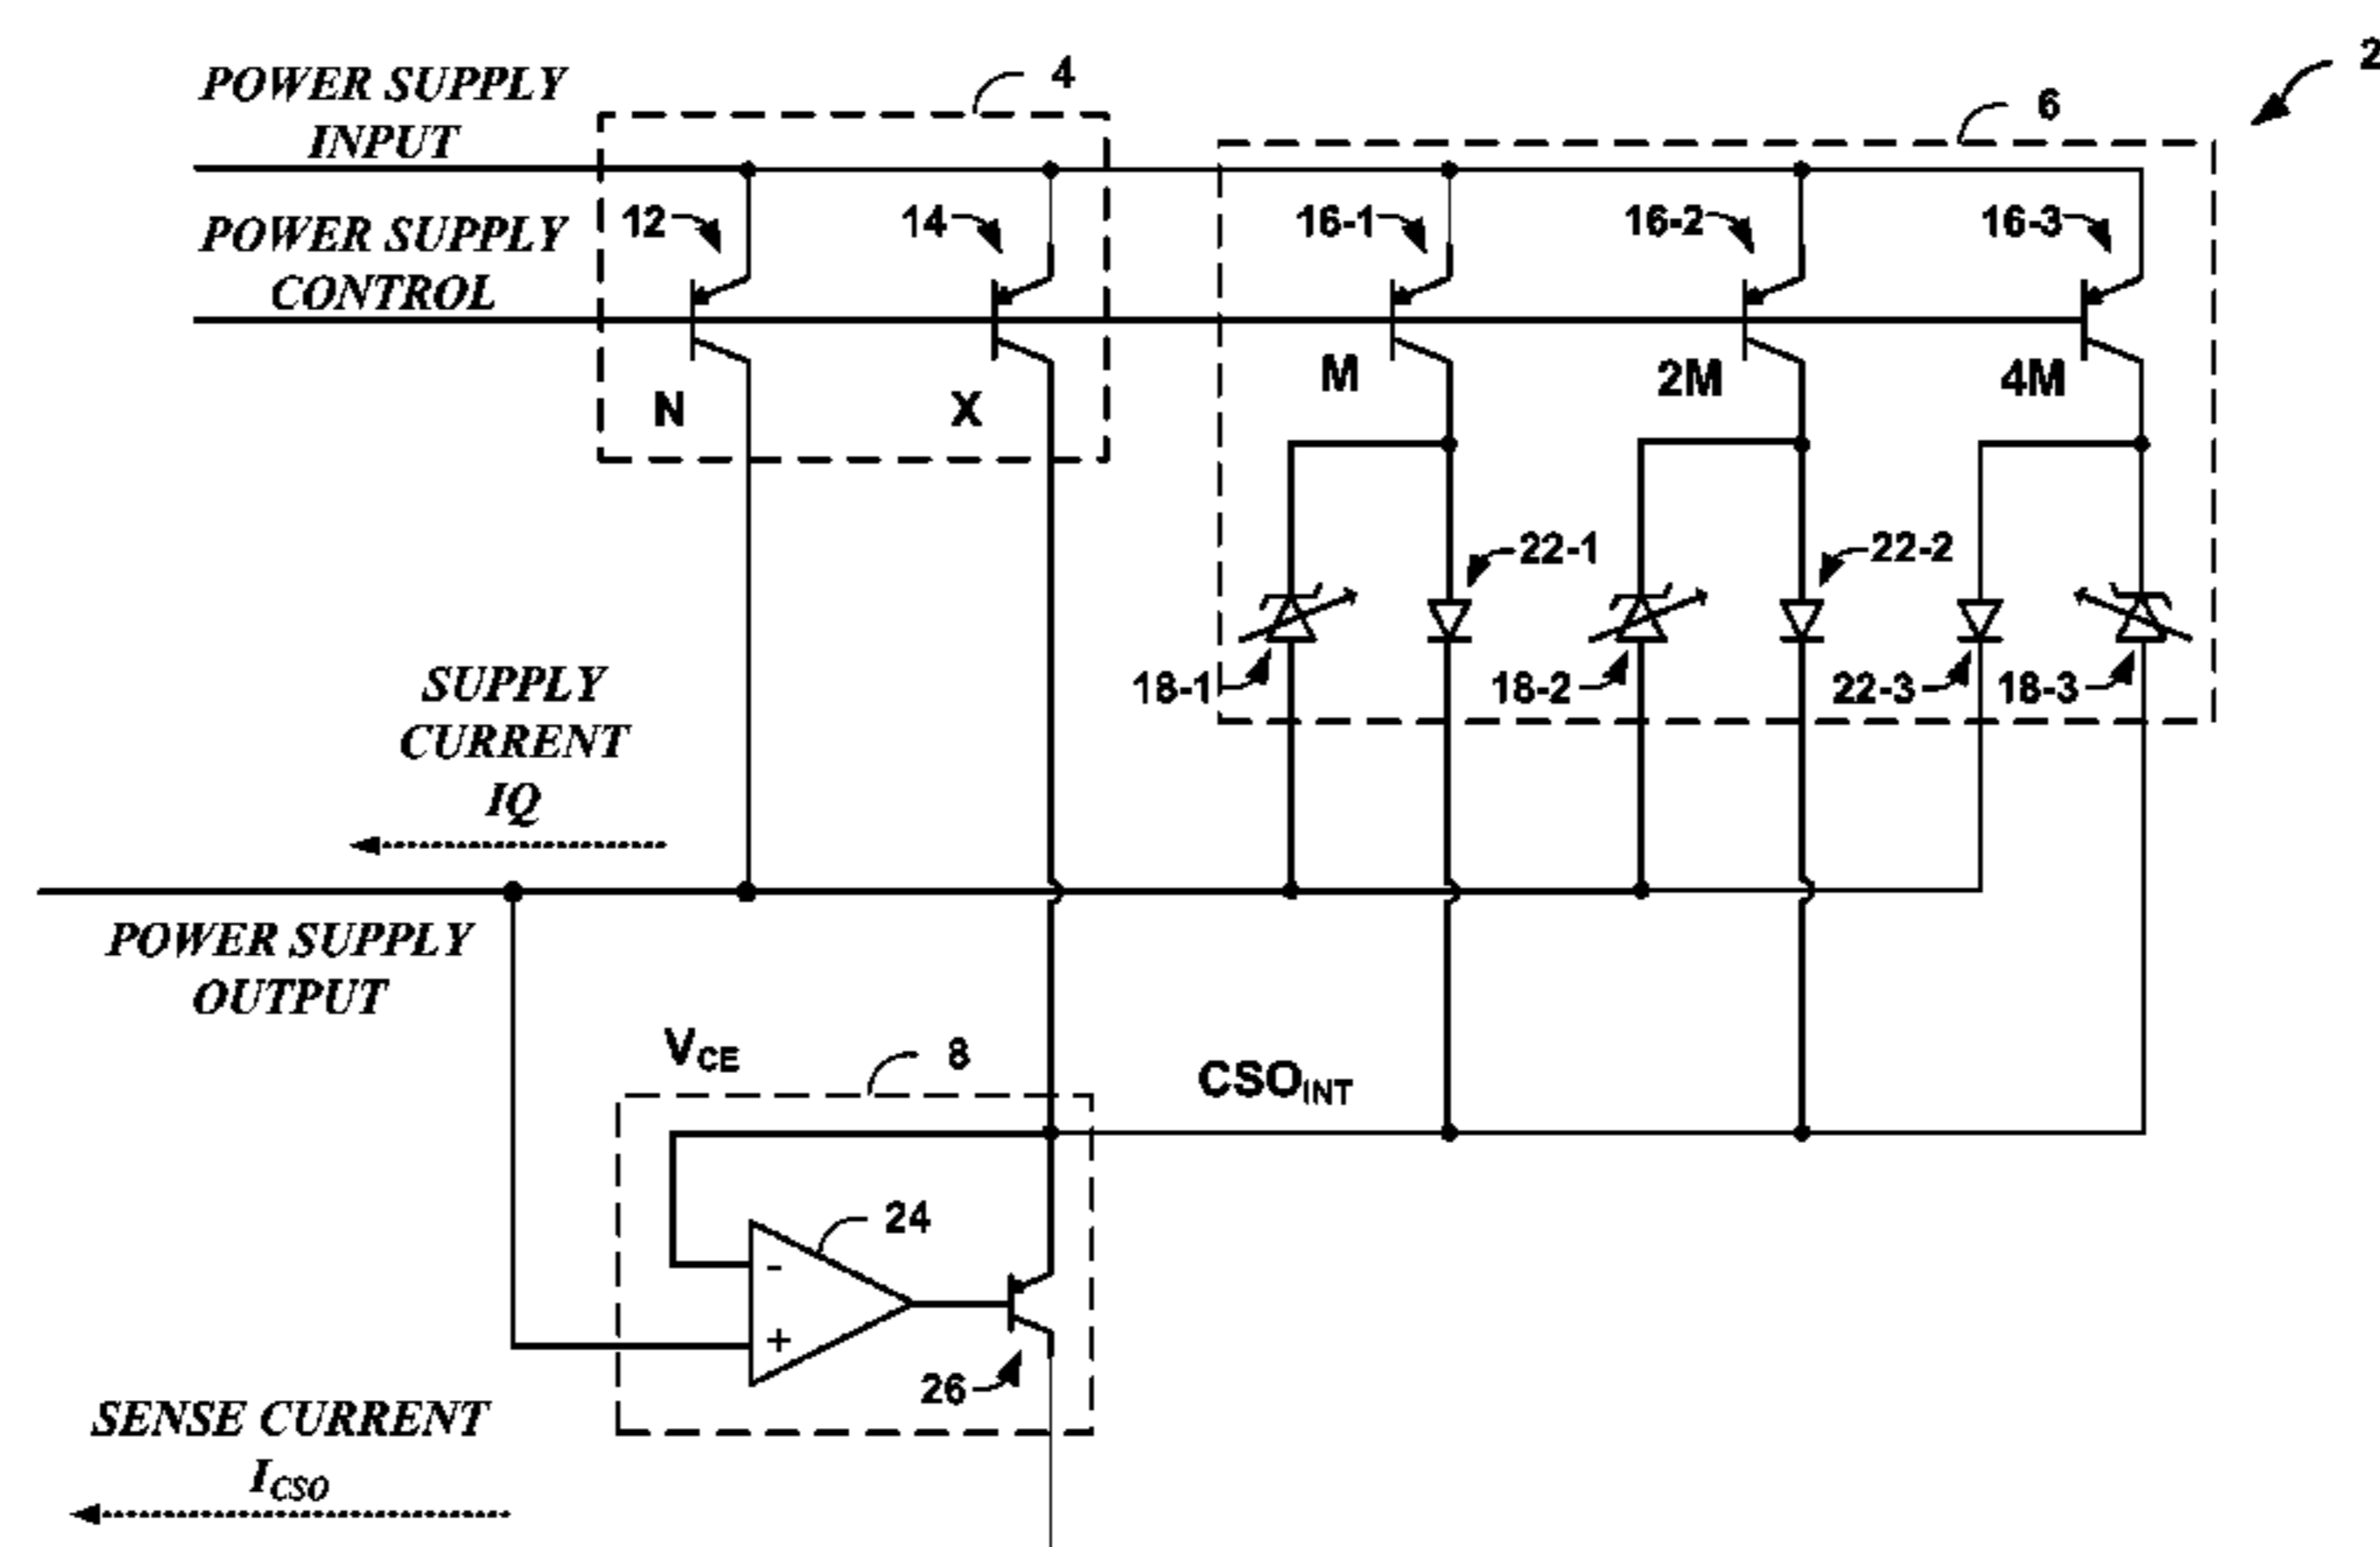 2
POWER SUPPLY
INPUT
4
6
12
14
16-1
16-2
16-3
POWER SUPPLY
CONTROL
M
2M
4M
N
X
22-1
22-2
18-1
18-2
22-3
18-3
SUPPLY
CURRENT
IQ
POWER SUPPLY
OUTPUT
VCE
8
CSOINT
24
-
+
26
SENSE CURRENT
ICSO